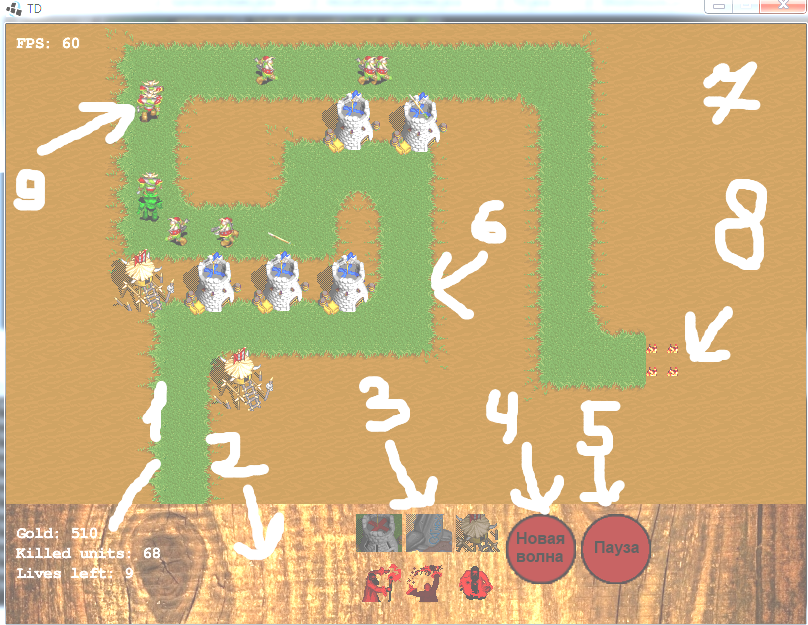 TD
FPS: 60
7
9
8
6
1
2
3
4
5
Gold: 510
Killed units: 68
Lives left: 9
Новая
волна
Пауза